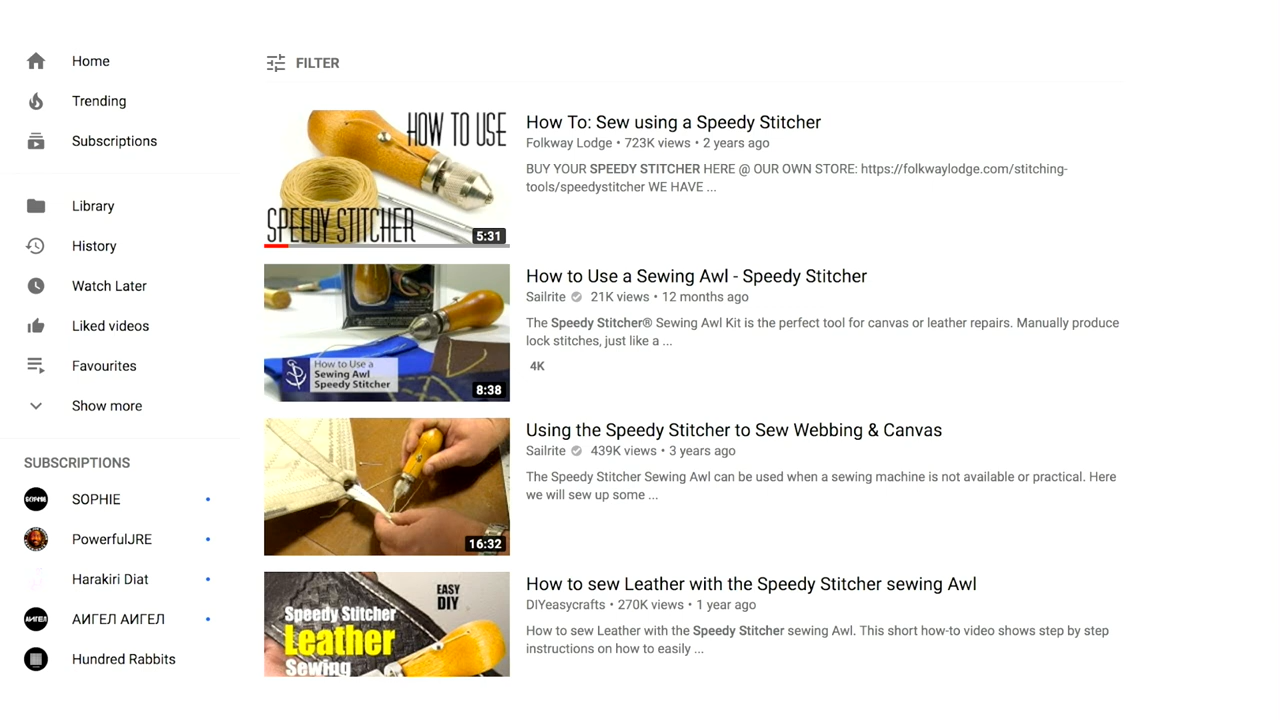 Home
Trending
Subscriptions
Library
History
Watch Later
Liked videos
Favourites
Show more
SUBSCRIPTIONS
SOPHIE
PowerfulJRE
Harakiri Diat
АИГЕЛ АИГЕЛ
Hundred Rabbits
FILTER
HOW TO USE
SPEEDY STITCHER
5:31
How To: Sew using a Speedy Stitcher
Folkway Lodge • 723K views • 2 years ago
BUY YOUR SPEEDY STITCHER HERE @ OUR OWN STORE: https://folkwaylodge.com/stitching-
tools/speedystitcher WE HAVE ...
How to Use a
Sewing Awl
Speedy Stitcher
8:38
How to Use a Sewing Awl - Speedy Stitcher
Sailrite 21K views • 12 months ago
The Speedy Stitcher® Sewing Awl Kit is the perfect tool for canvas or leather repairs. Manually produce
lock stitches, just like a ...
4K
16:32
Using the Speedy Stitcher to Sew Webbing & Canvas
Sailrite 439K views • 3 years ago
The Speedy Stitcher Sewing Awl can be used when a sewing machine is not available or practical. Here
we will sew up some ...
EASY
DIY
Speedy Stitcher
Leather
Sewing
How to sew Leather with the Speedy Stitcher sewing Awl
DIYeasycrafts • 270K views • 1 year ago
How to sew Leather with the Speedy Stitcher sewing Awl. This short how-to video shows step by step
instructions on how to easily ...